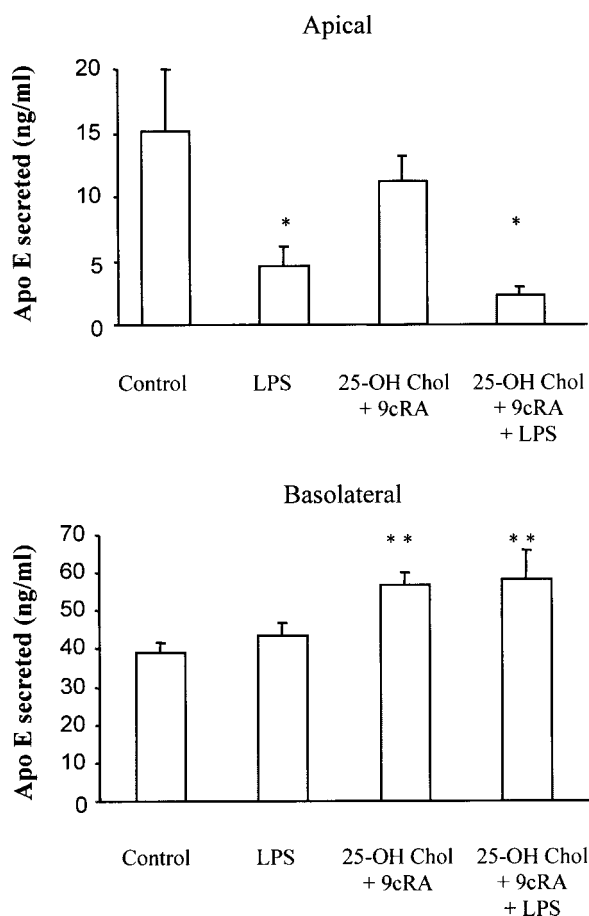 Apical
Apo E secreted (ng/ml)
20
15
10
5
0
*
*
Control LPS 25-OH Chol 25-OH Chol
+ 9cRA + 9cRA
+ LPS
Basolateral
Apo E secreted (ng/ml)
70
60
50
40
30
20
10
0
* *
* *
Control LPS 25-OH Chol 25-OH Chol
+ 9cRA + 9cRA
+ LPS